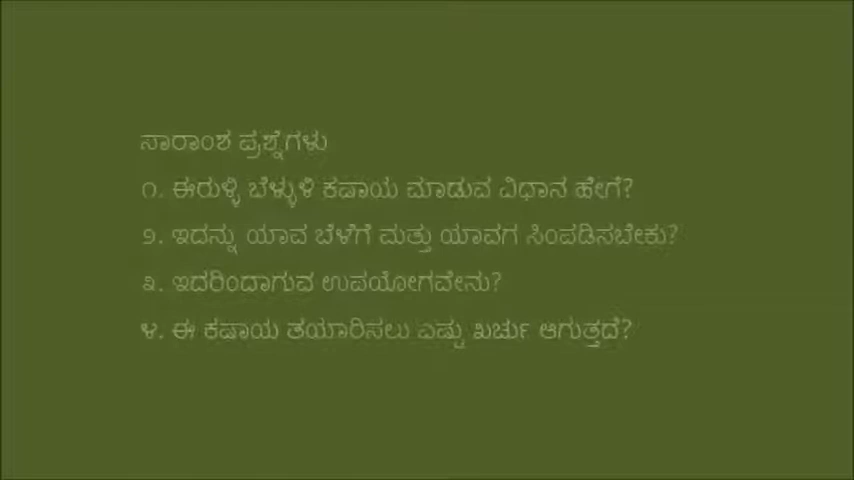 ಸಾರಾಂಶ ಪ್ರಶ್ನೆಗಳು
೧. ಈರುಳ್ಳಿ ಬೆಳ್ಳುಳಿ ಕಷಾಯ ಮಾಡುವ ವಿಧಾನ ಹೇಗೆ?
೨. ಇದನ್ನು ಯಾವ ಬೆಳೆಗೆ ಮತ್ತು ಯಾವಗ ಸಿಂಪಡಿಸಬೇಕು?
೩. ಇದರಿಂದಾಗುವ ಉಪಯೋಗವೇನು?
೪. ಈ ಕಷಾಯ ತಯಾರಿಸಲು ಎಷ್ಟು ಖರ್ಚು ಆಗುತ್ತದೆ?